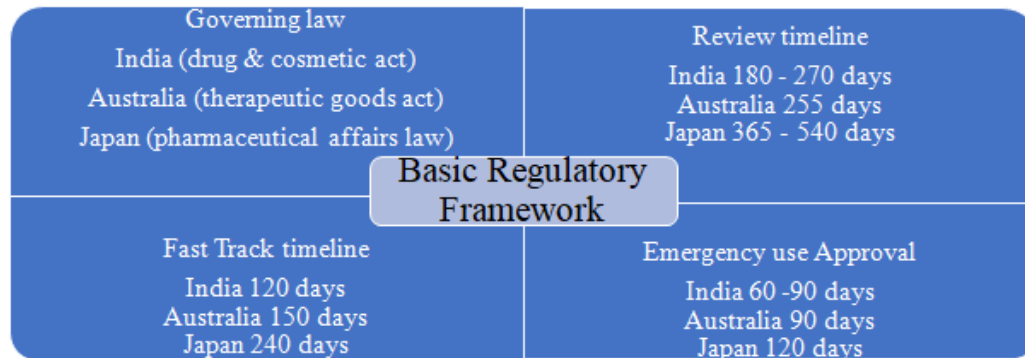 Governing law
India (drug & cosmetic act)
Australia (therapeutic goods act)
Japan (pharmaceutical affairs law)
Review timeline
India 180 - 270 days
Australia 255 days
Japan 365 - 540 days
Basic Regulatory
Framework
Fast Track timeline
India 120 days
Australia 150 days
Japan 240 days
Emergency use Approval
India 60 -90 days
Australia 90 days
Japan 120 days